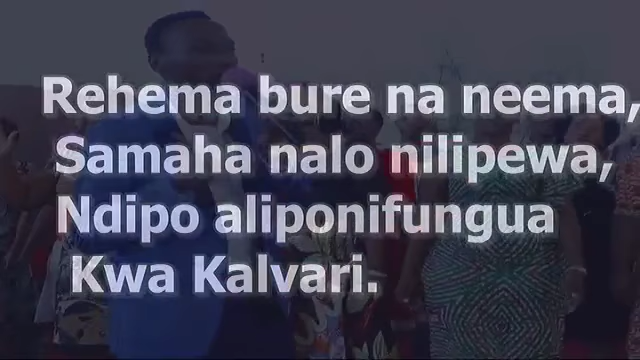 Rehema bure na neema,
Samaha nalo nilipewa,
Ndipo aliponifungua
Kwa Kalvari.